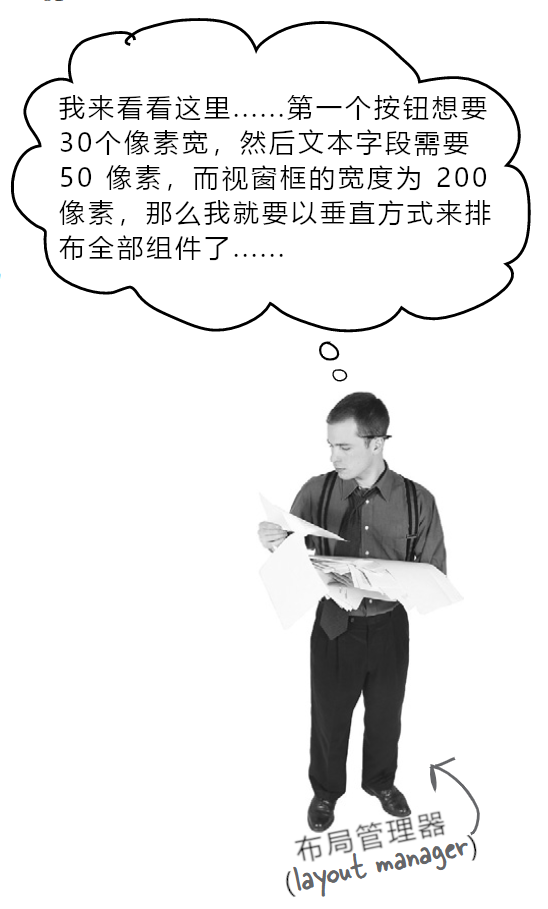 我来看看这里……第一个按钮想要
30个像素宽，然后文本字段需要
50 像素，而视窗框的宽度为 200
像素，那么我就要以垂直方式来排
布全部组件了……
布局管理器
(layout manager)